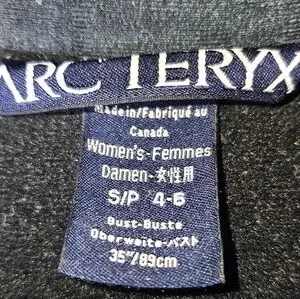 ARC'TERYX
Made in/Fabriqué au
Canada
Women's-Femmes
Damen-女性用
S/P 4-6
Bust-Buste
Oberweite-バスト
35"/89cm